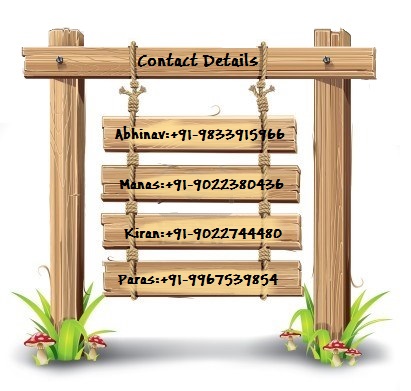 Contact Details
Abhinav:+91-9833915966
Manas:+91-9022380436
Kiran:+91-9022744480
Paras:+91-9967539854